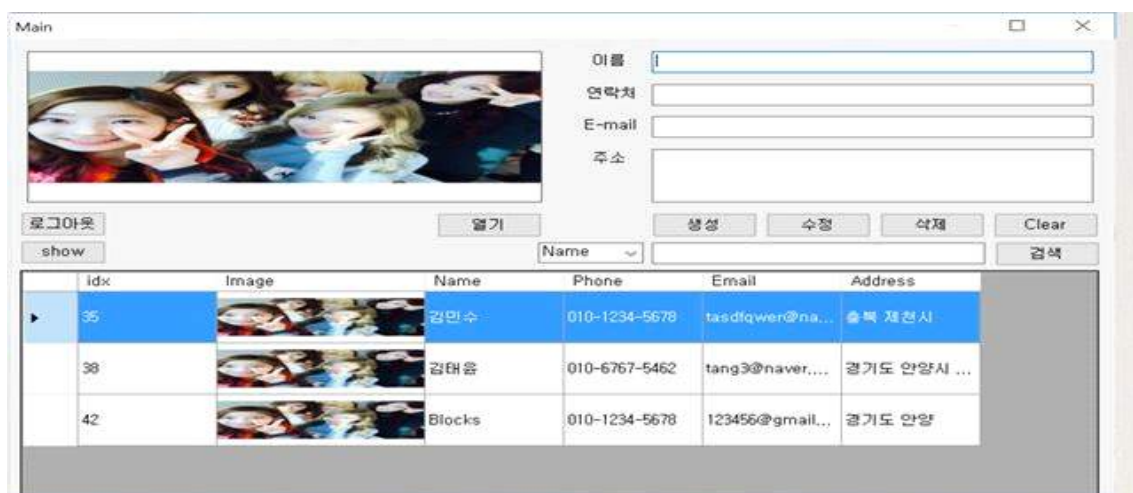 Main
이름
연락처
E-mail
주소
로그아웃 열기 생성 수정 삭제 Clear
show Name 검색
idx Image Name Phone Email Address
35 김민수 010-1234-5678 tasdfqwer@na... 충북 제천시
38 김태윤 010-6767-5462 tang3@naver,... 경기도 안양시 ...
42 Blocks 010-1234-5678 123456@gmail... 경기도 안양